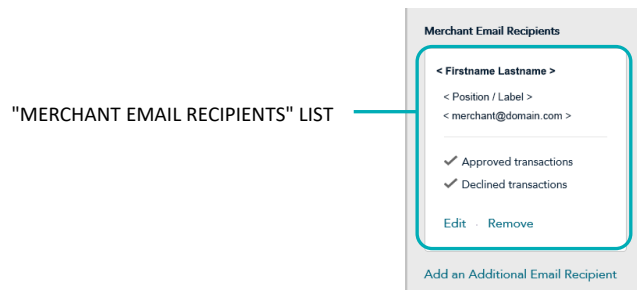 Merchant Email Recipients
< Firstname Lastname >
< Position / Label >
"MERCHANT EMAIL RECIPIENTS" LIST
< merchant@domain.com >
Approved transactions
Declined transactions
Edit · Remove
Add an Additional Email Recipient